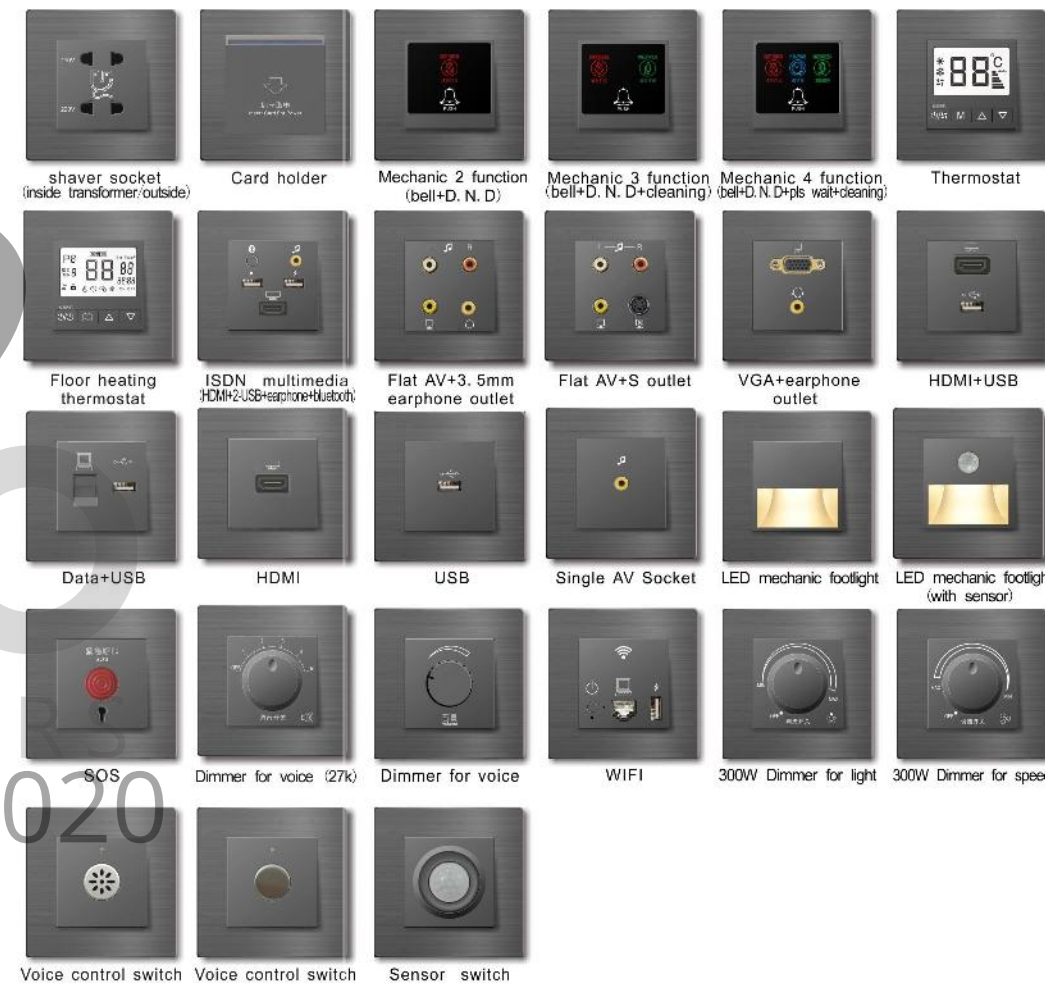 shaver socket
(inside transformer/outside)
Card holder
Mechanic 2 function
(bell+D. N. D)
Mechanic 3 function
(bell+D. N. D+cleaning)
Mechanic 4 function
(bell+D. N. D+pls wait+cleaning)
Thermostat
Floor heating
thermostat
ISDN multimedia
(HDMI+2-USB+earphone+bluetooth)
Flat AV+3. 5mm
earphone outlet
Flat AV+S outlet
VGA+earphone
outlet
HDMI+USB
Data+USB
HDMI
USB
Single AV Socket
LED mechanic footlight
LED mechanic footligh
(with sensor)
SOS
Dimmer for voice (27k)
Dimmer for voice
WIFI
300W Dimmer for light
300W Dimmer for spee
RS
020
Voice control switch
Voice control switch
Sensor switch